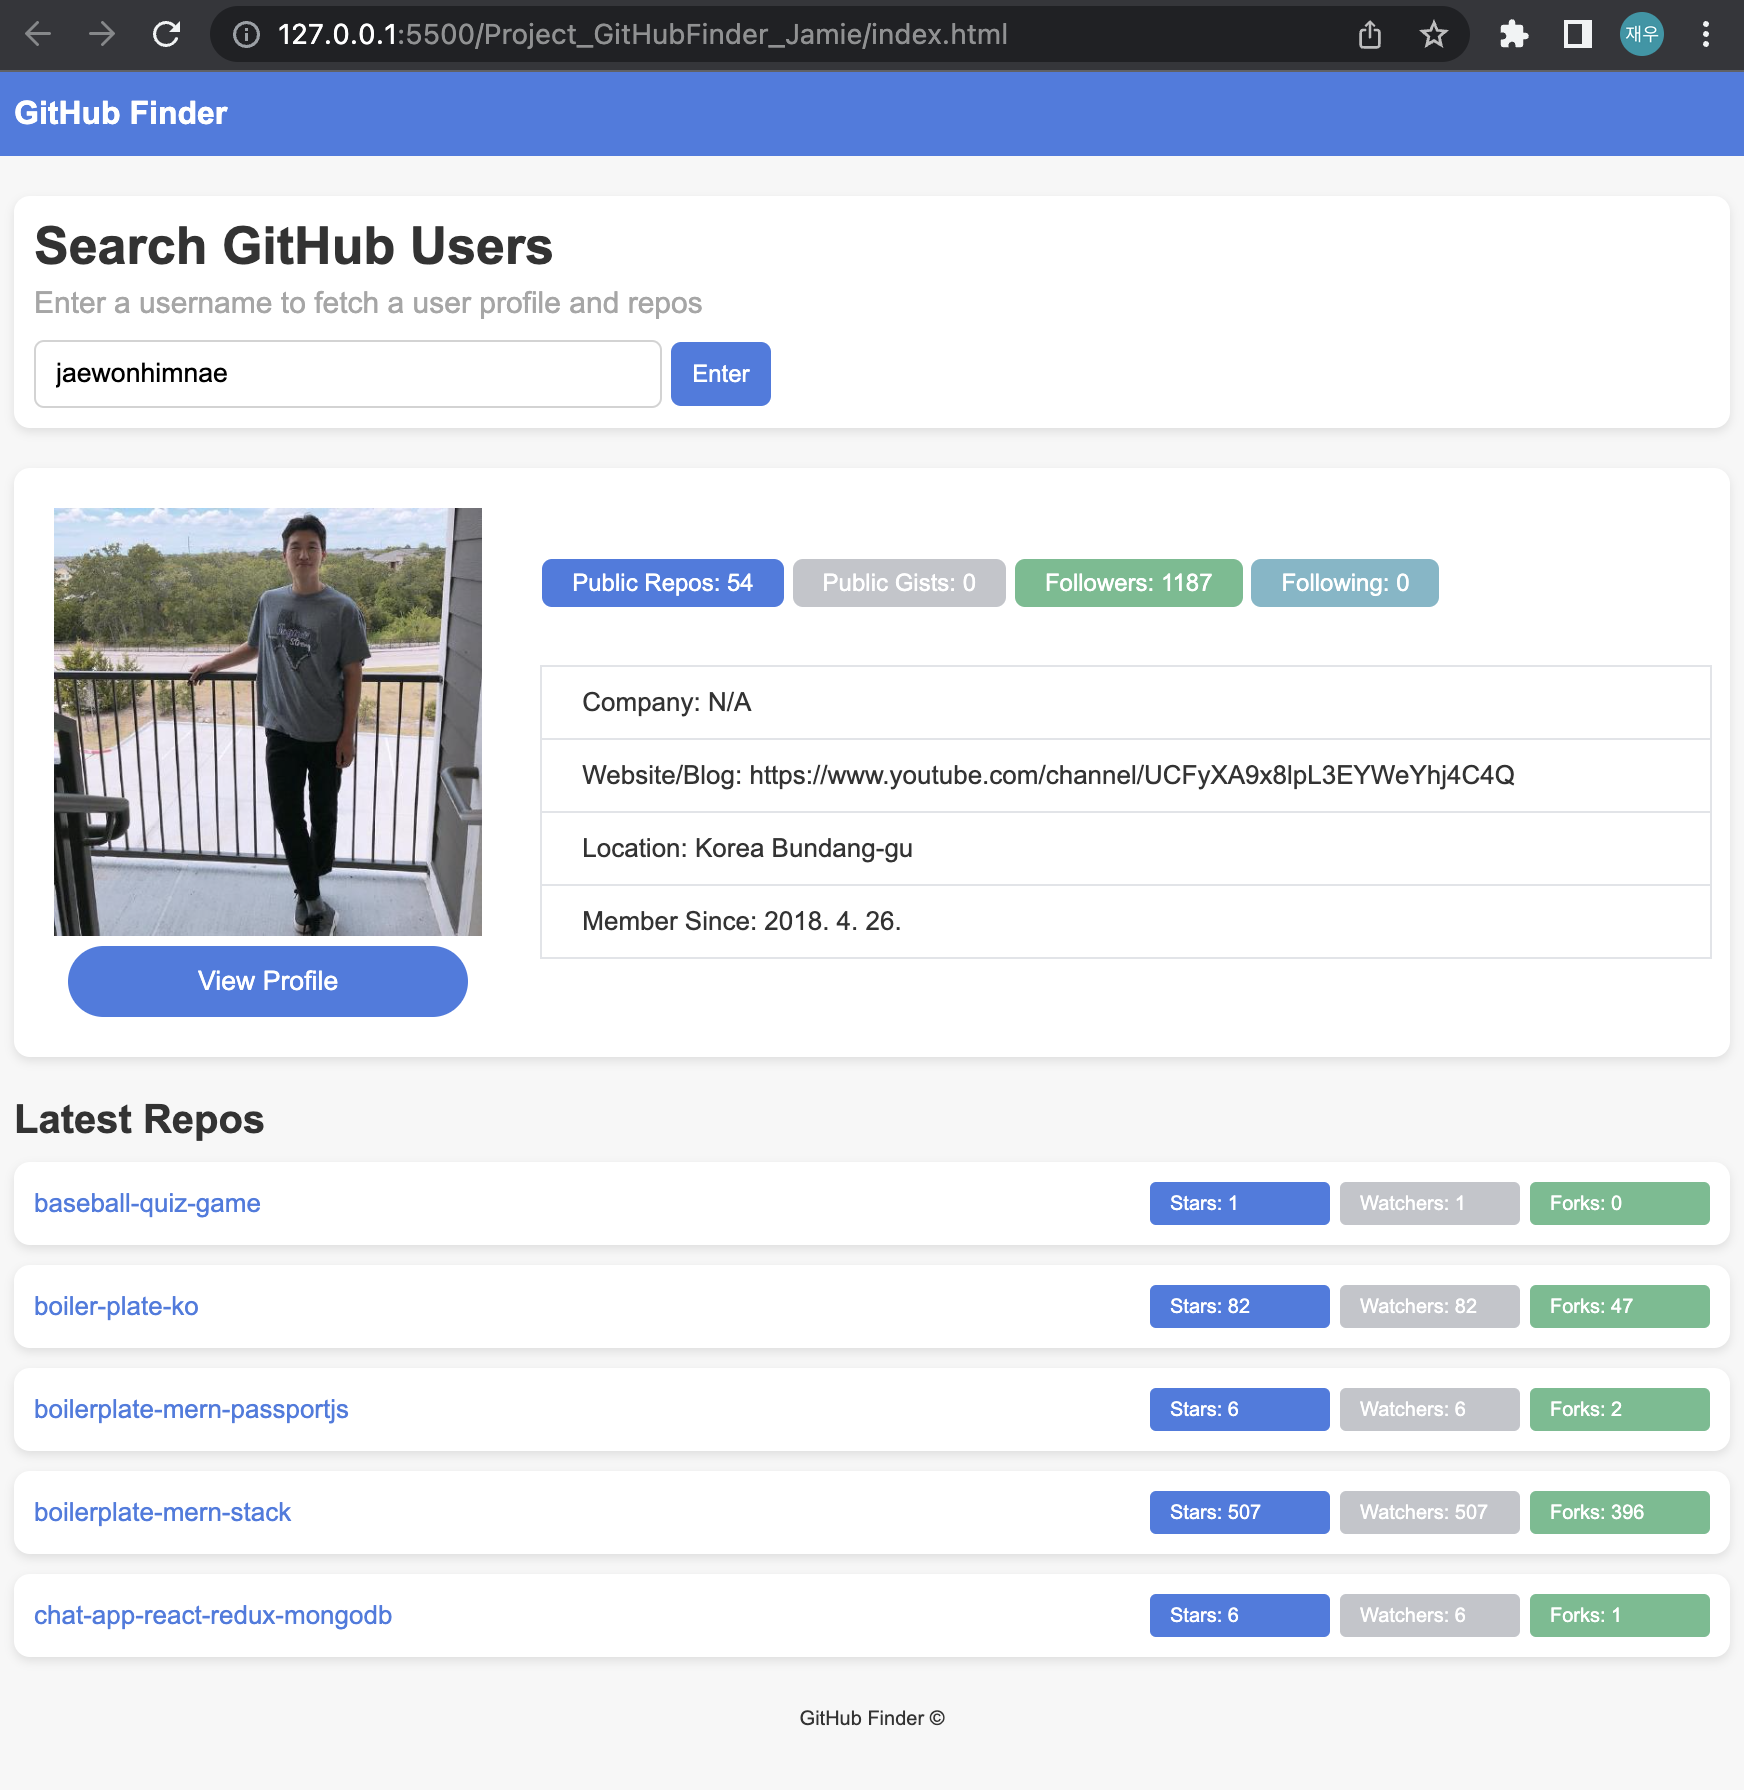 127.0.0.1:5500/Project_GitHubFinder_Jamie/index.html
재우
GitHub Finder
Search GitHub Users
Enter a username to fetch a user profile and repos
jaewonhimnae
Enter
Public Repos: 54
Public Gists: 0
Followers: 1187
Following: 0
Company: N/A
Website/Blog: https://www.youtube.com/channel/UCFyXA9x8lpL3EYWeYhj4C4Q
Location: Korea Bundang-gu
Member Since: 2018. 4. 26.
View Profile
Latest Repos
baseball-quiz-game
Stars: 1
Watchers: 1
Forks: 0
boiler-plate-ko
Stars: 82
Watchers: 82
Forks: 47
boilerplate-mern-passportjs
Stars: 6
Watchers: 6
Forks: 2
boilerplate-mern-stack
Stars: 507
Watchers: 507
Forks: 396
chat-app-react-redux-mongodb
Stars: 6
Watchers: 6
Forks: 1
GitHub Finder ©